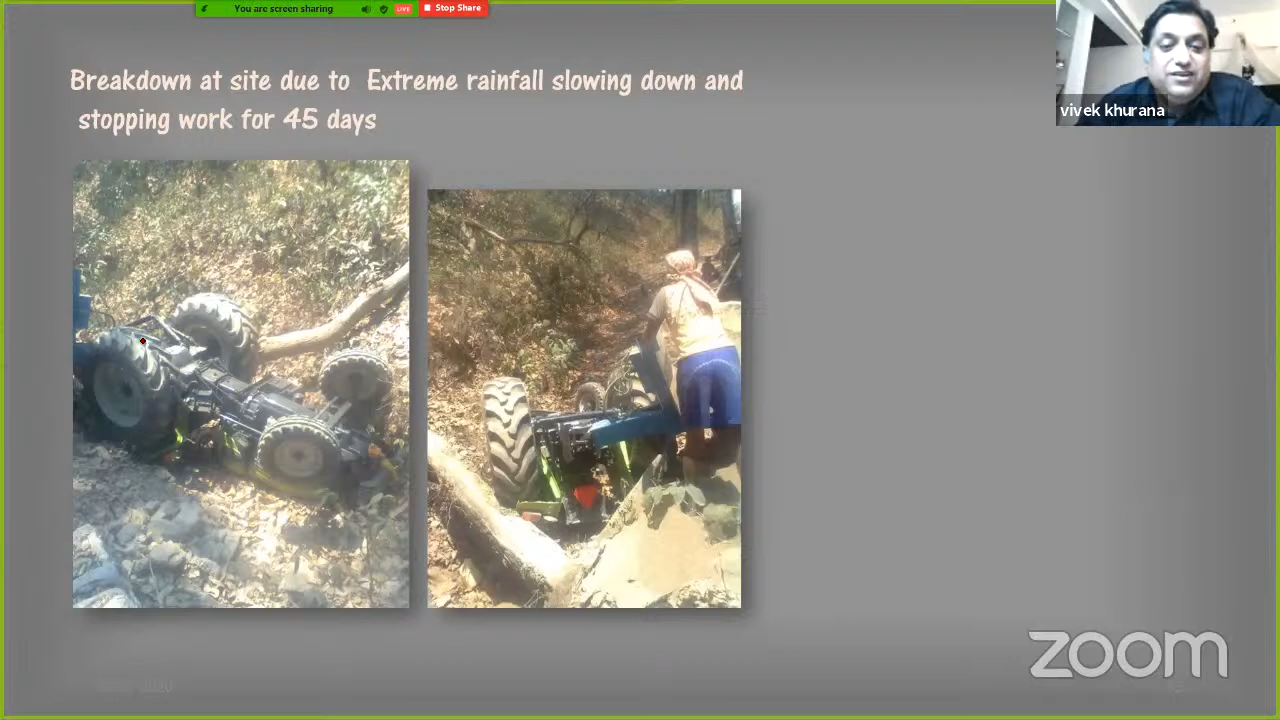 You are screen sharing
LIVE
Stop Share
Breakdown at site due to Extreme rainfall slowing down and
stopping work for 45 days
vivek khurana
zoom